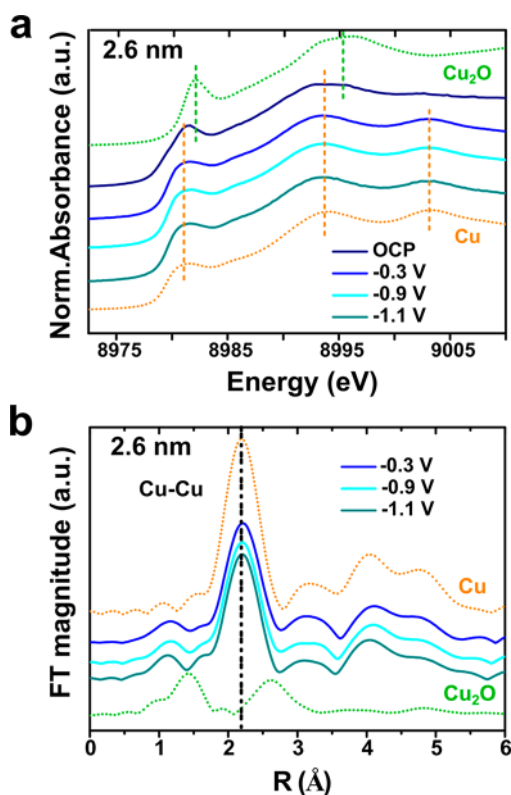 a
2.6 nm
Cu₂O
Norm.Absorbance (a.u.)
Cu
OCP
-0.3 V
-0.9 V
-1.1 V
8975 8985 8995 9005
Energy (eV)
b
2.6 nm
Cu-Cu
-0.3 V
-0.9 V
-1.1 V
FT magnitude (a.u.)
Cu
Cu₂O
0 1 2 3 4 5 6
R (Å)